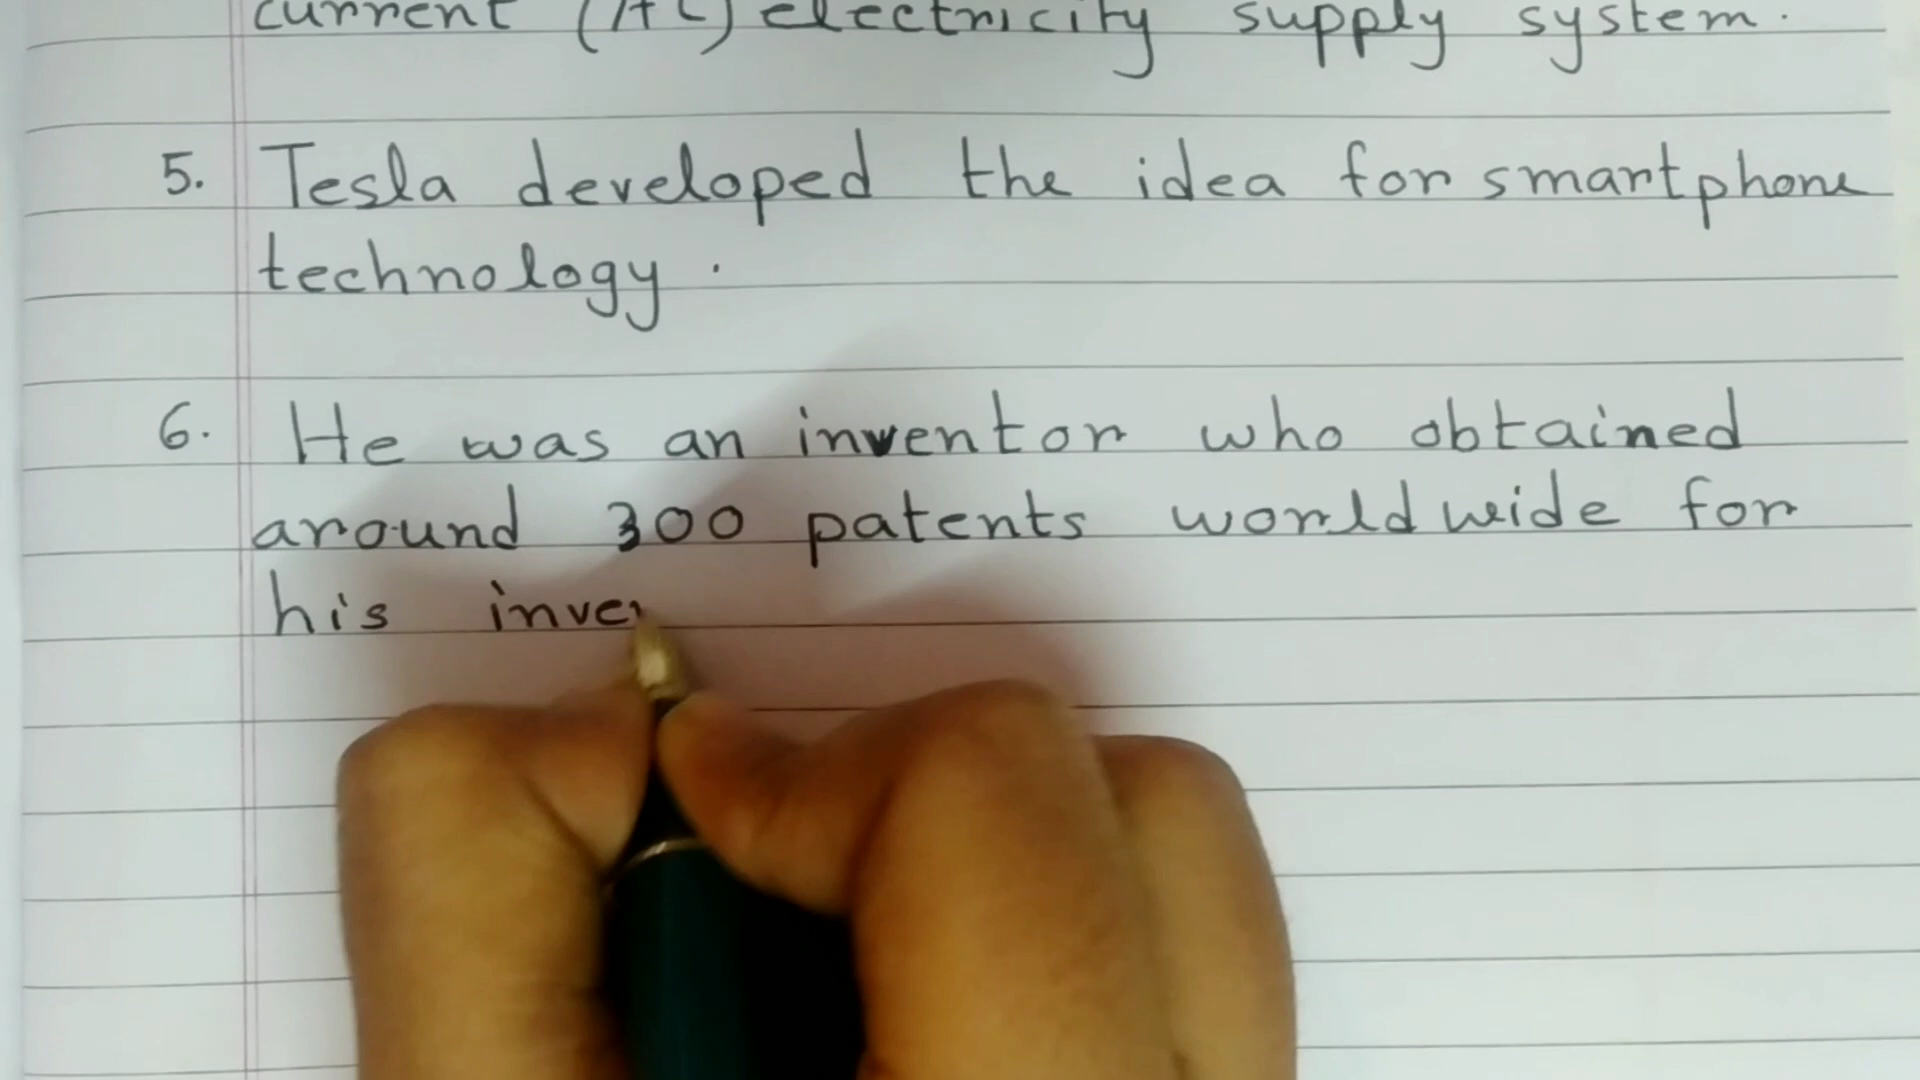 current (AC) electricity supply system.
5. Tesla developed the idea for smartphone
technology.
6. He was an inventor who obtained
around 300 patents worldwide for
his inve